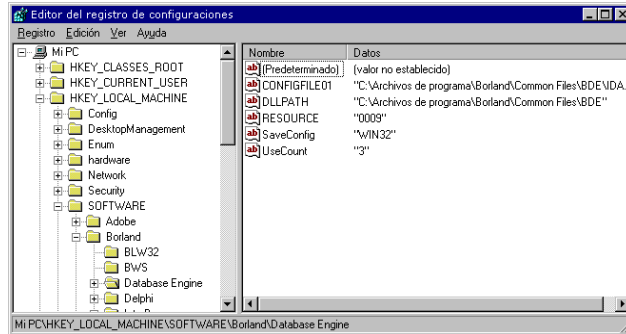 Editor del registro de configuraciones
Registro Edición Ver Ayuda
Mi PC
HKEY_CLASSES_ROOT
HKEY_CURRENT_USER
HKEY_LOCAL_MACHINE
Config
DesktopManagement
Enum
hardware
Network
Security
SOFTWARE
Adobe
Borland
BLW32
BWS
Database Engine
Delphi
Nombre Datos
(Predeterminado) (valor no establecido)
CONFIGFILE01 "C:\Archivos de programa\Borland\Common Files\BDE\IDA.
DLLPATH "C:\Archivos de programa\Borland\Common Files\BDE"
RESOURCE "0009"
SaveConfig "WIN32"
UseCount "3"
Mi PC\HKEY_LOCAL_MACHINE\SOFTWARE\Borland\Database Engine